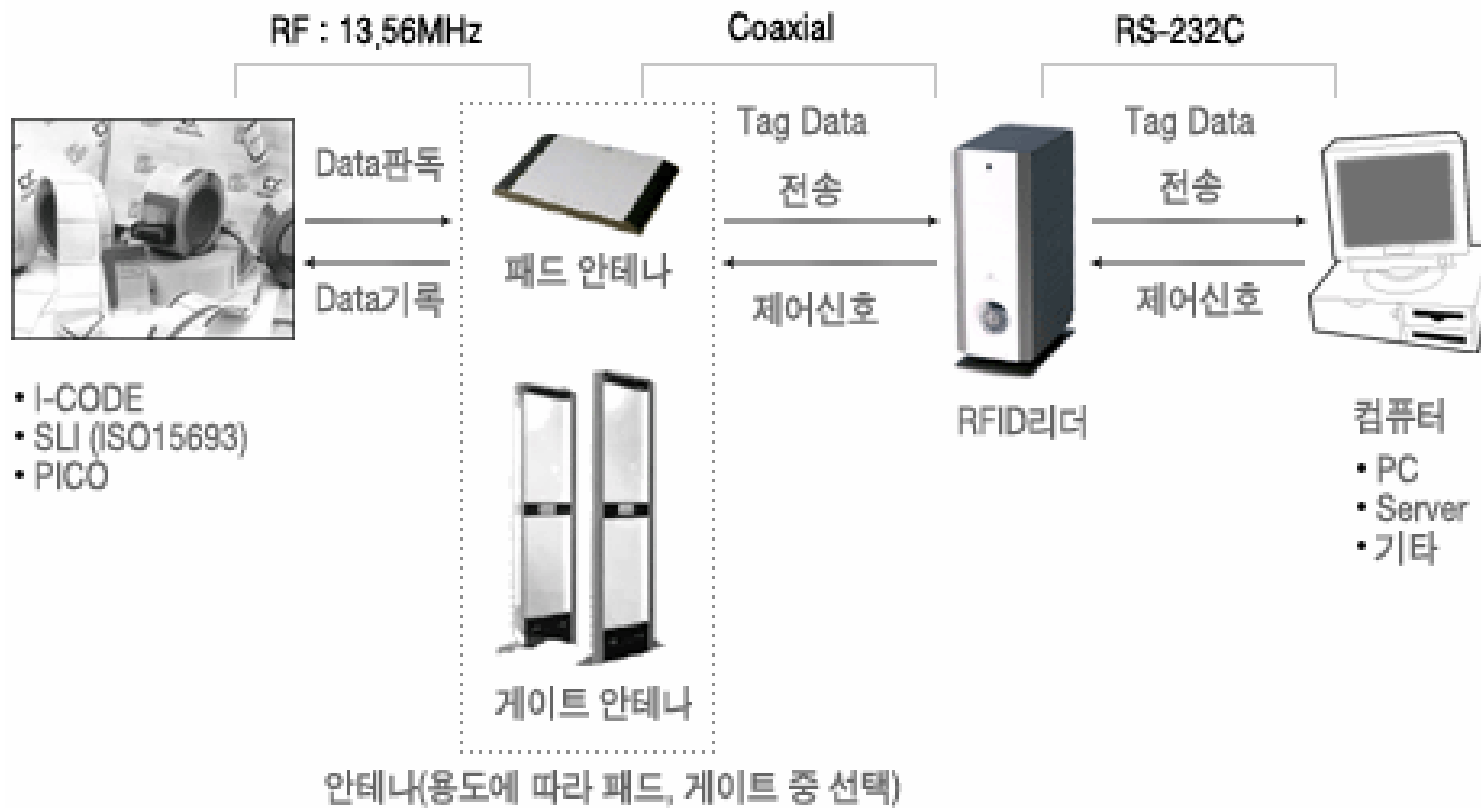 RF : 13,56MHz
Coaxial
RS-232C
Data판독
Data기록
• I-CODE
• SLI (ISO15693)
• PICO
패드 안테나
게이트 안테나
안테나(용도에 따라 패드, 게이트 중 선택)
Tag Data
전송
제어신호
RFID리더
Tag Data
전송
제어신호
컴퓨터
• PC
• Server
• 기타